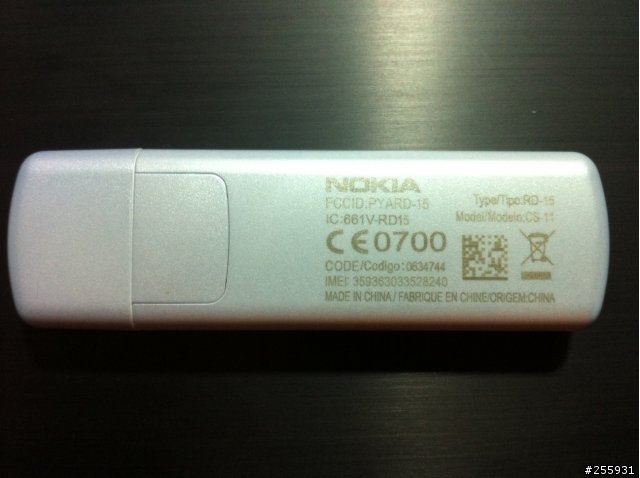 NOKIA
FCCID:PYARD-15 Type/Tipo:RD-15
IC:661V-RD15 Model/Modelo:CS-11
CE0700
CODE/Codigo:0634744
IMEI: 359363033528240
MADE IN CHINA / FABRIQUE EN CHINE/ORIGEM:CHINA
#255931